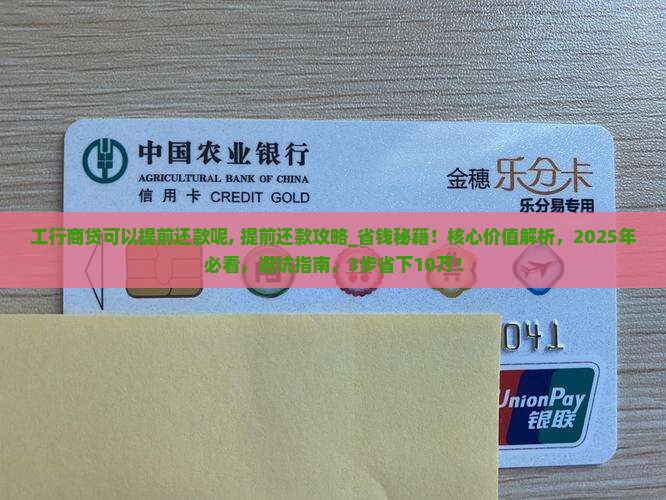 中国农业银行
AGRICULTURAL BANK OF CHINA
信用卡 CREDIT GOLD
金穗 乐分卡
乐分易专用
工行商贷可以提前还款呢, 提前还款攻略_省钱秘籍！核心价值解析，2025年
必看，避坑指南，3步省下10万！
041
UnionPay
银联